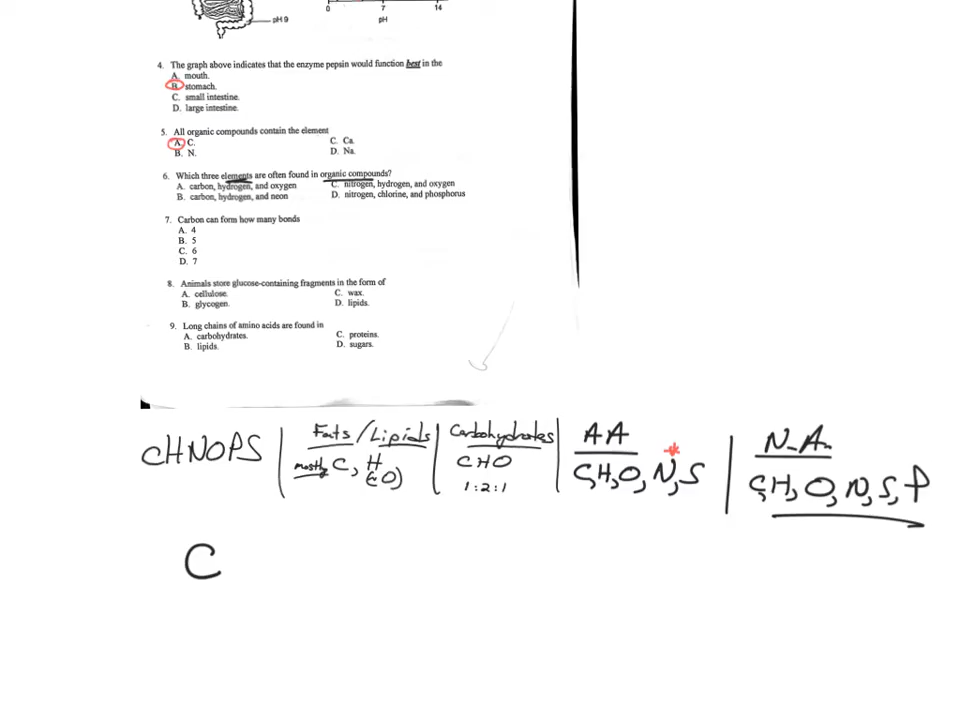 pH 9
0 7 14
pH
4. The graph above indicates that the enzyme pepsin would function best in the
A. mouth.
B. stomach.
C. small intestine.
D. large intestine.
5. All organic compounds contain the element
A. C.
B. N.
C. Ca.
D. Na.
6. Which three elements are often found in organic compounds?
A. carbon, hydrogen, and oxygen
B. carbon, hydrogen, and neon
C. nitrogen, hydrogen, and oxygen
D. nitrogen, chlorine, and phosphorus
7. Carbon can form how many bonds
A. 4
B. 5
C. 6
D. 7
8. Animals store glucose-containing fragments in the form of
A. cellulose.
B. glycogen.
C. wax.
D. lipids.
9. Long chains of amino acids are found in
A. carbohydrates.
B. lipids.
C. proteins.
D. sugars.
CHNOPS
Fats/Lipids
mostly C, H
(& O)
Carbohydrates
CHO
1:2:1
AA
C,H,O,N,S
N.A.
C,H,O,N,S,P
C